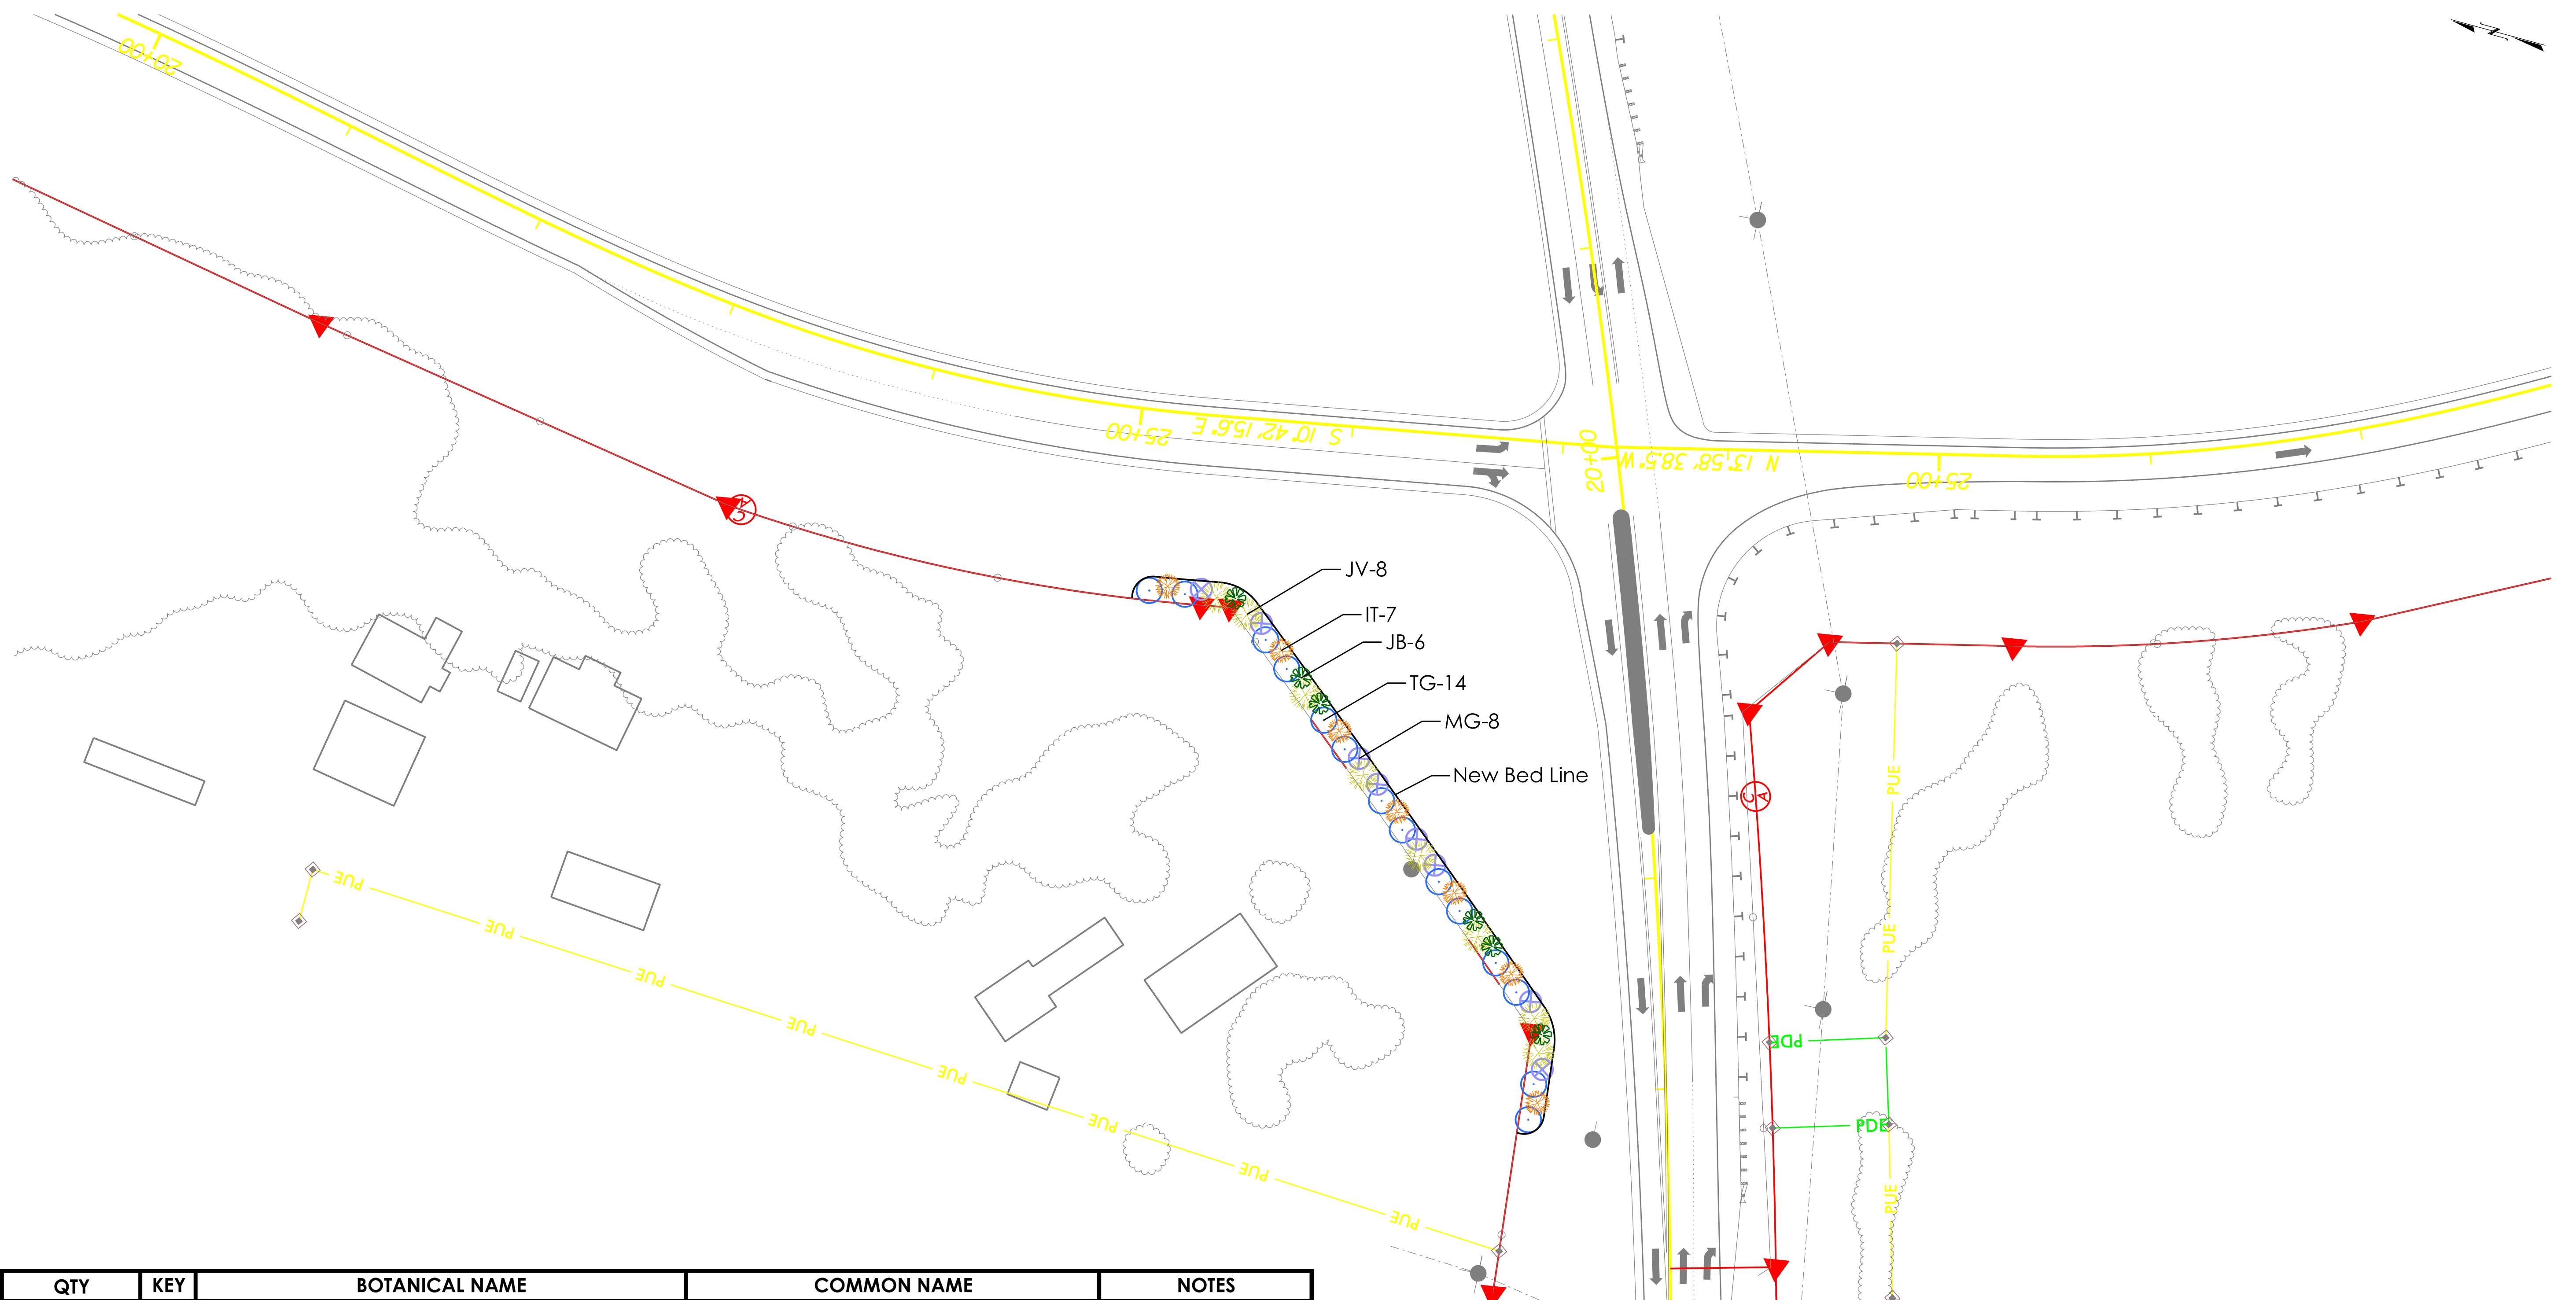 N
20+00
25+00
S 10° 42' 15.6" E
20+00
N 13° 58' 38.5" W
25+00
C
A
JV-8
IT-7
JB-6
TG-14
MG-8
New Bed Line
C
A
PUE
PUE
PUE
PUE
PUE
PUE
PUE
PUE
PUE
PUE
PUE
PDE
PDE
PUE
QTY KEY BOTANICAL NAME COMMON NAME NOTES